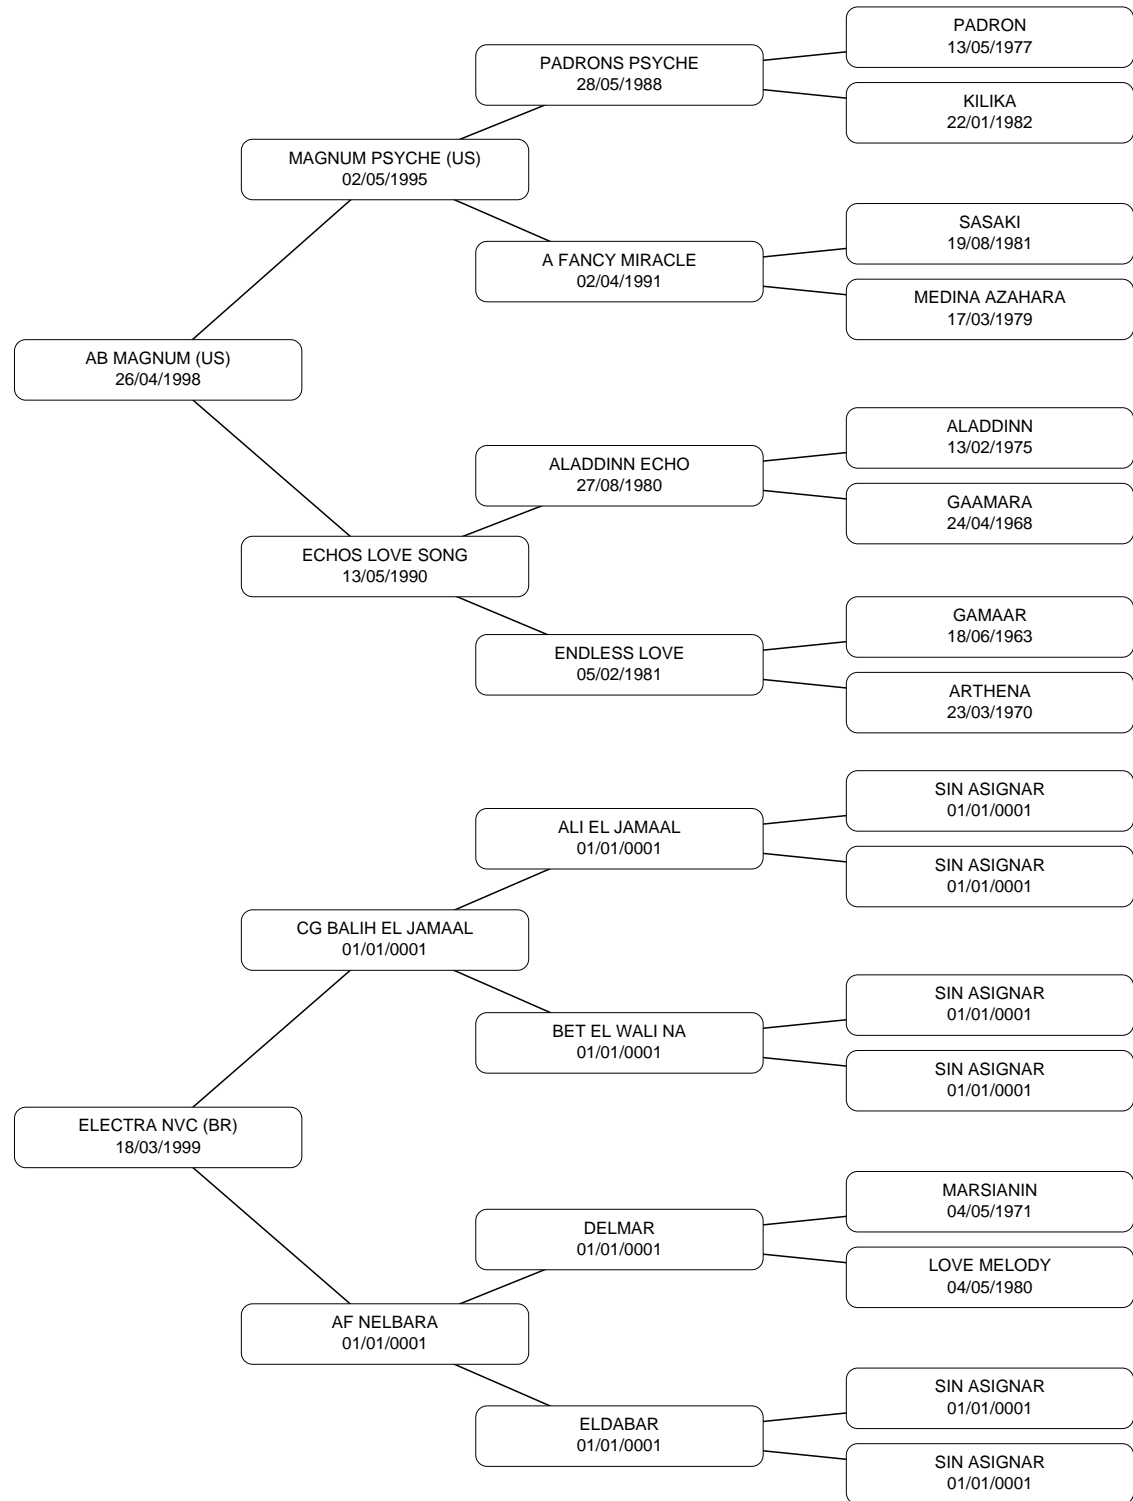 PADRON
13/05/1977
PADRONS PSYCHE
28/05/1988
KILIKA
22/01/1982
MAGNUM PSYCHE (US)
02/05/1995
SASAKI
19/08/1981
A FANCY MIRACLE
02/04/1991
MEDINA AZAHARA
17/03/1979
AB MAGNUM (US)
26/04/1998
ALADDINN
13/02/1975
ALADDINN ECHO
27/08/1980
GAAMARA
24/04/1968
ECHOS LOVE SONG
13/05/1990
GAMAAR
18/06/1963
ENDLESS LOVE
05/02/1981
ARTHENA
23/03/1970
SIN ASIGNAR
01/01/0001
ALI EL JAMAAL
01/01/0001
SIN ASIGNAR
01/01/0001
CG BALIH EL JAMAAL
01/01/0001
SIN ASIGNAR
01/01/0001
BET EL WALI NA
01/01/0001
SIN ASIGNAR
01/01/0001
ELECTRA NVC (BR)
18/03/1999
MARSIANIN
04/05/1971
DELMAR
01/01/0001
LOVE MELODY
04/05/1980
AF NELBARA
01/01/0001
SIN ASIGNAR
01/01/0001
ELDABAR
01/01/0001
SIN ASIGNAR
01/01/0001